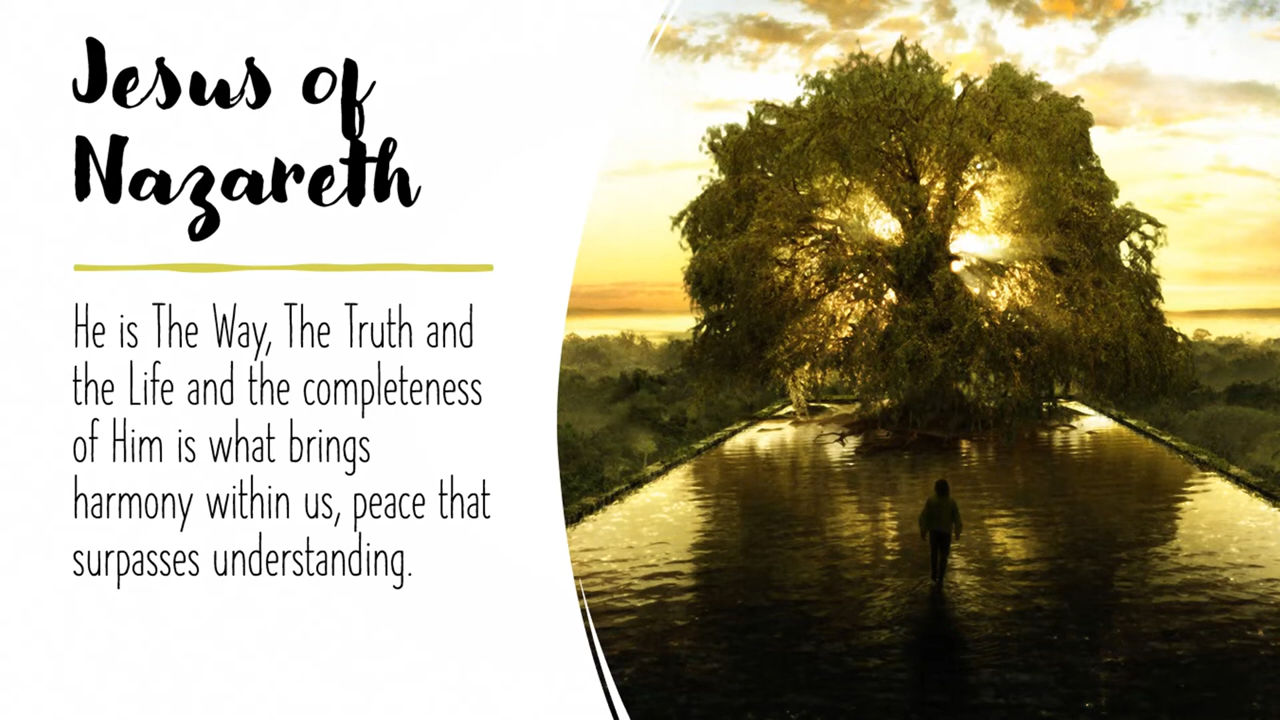 Jesus of
Nazareth
He is The Way, The Truth and
the Life and the completeness
of Him is what brings
harmony within us, peace that
surpasses understanding.